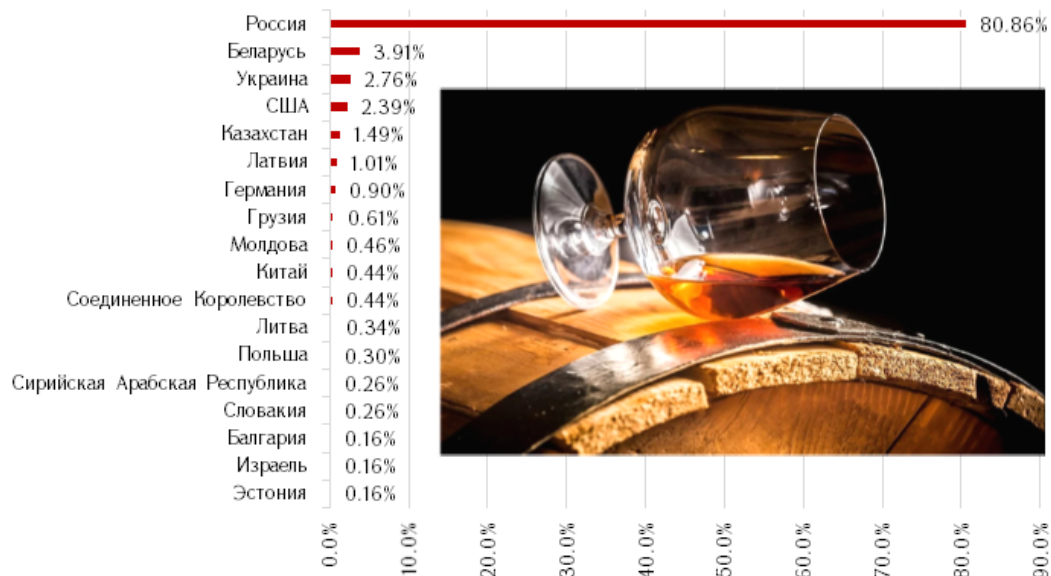 Россия 80.86%
Беларусь 3.91%
Украина 2.76%
США 2.39%
Казахстан 1.49%
Латвия 1.01%
Германия 0.90%
Грузия 0.61%
Молдова 0.46%
Китай 0.44%
Соединенное Королевство 0.44%
Литва 0.34%
Польша 0.30%
Сирийская Арабская Республика 0.26%
Словакия 0.26%
Балгария 0.16%
Израель 0.16%
Эстония 0.16%
0.0% 10.0% 20.0% 30.0% 40.0% 50.0% 60.0% 70.0% 80.0% 90.0%